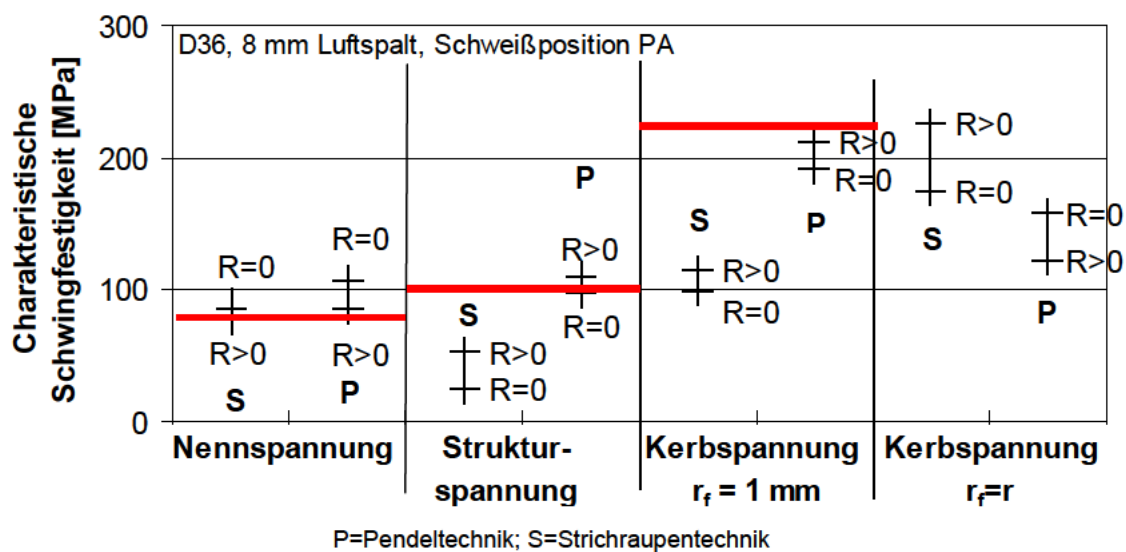 300
D36, 8 mm Luftspalt, Schweißposition PA
Charakteristische
Schwingfestigkeit [MPa]
200
100
0
R=0
R>0
S
R=0
R>0
P
S
R>0
R=0
P
R>0
R=0
S
R>0
R=0
R>0
R=0
P
R>0
R=0
S
R=0
R>0
P
Nennspannung
Struktur-
spannung
Kerbspannung
rf = 1 mm
Kerbspannung
rf=r
P=Pendeltechnik; S=Strichraupentechnik